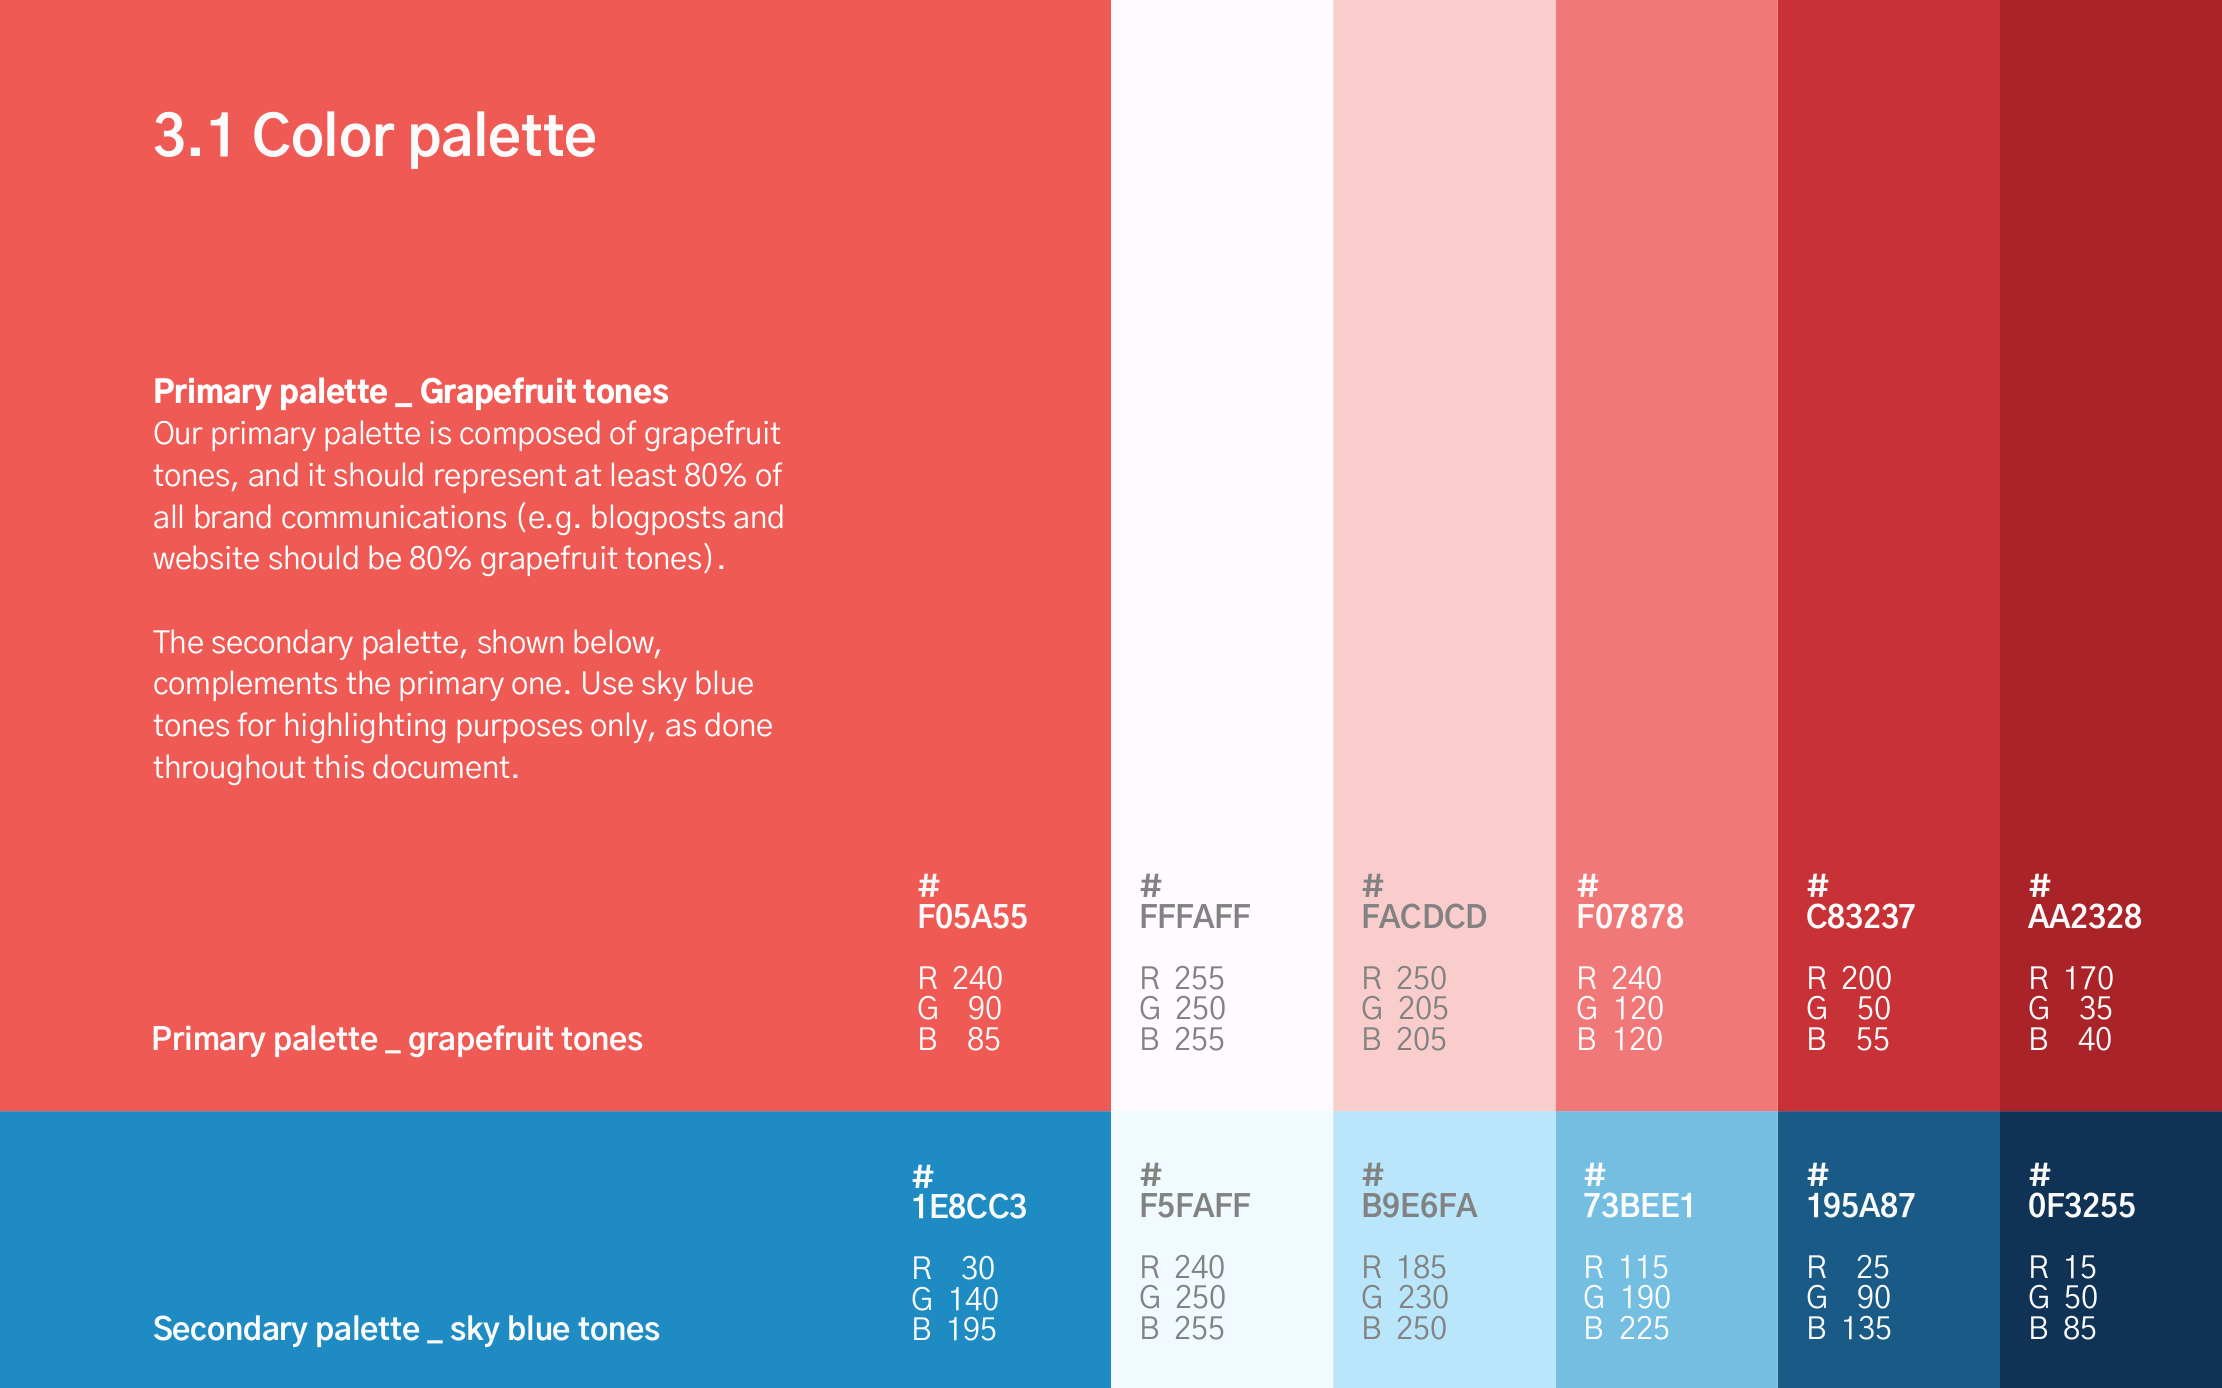 3.1 Color palette
Primary palette _ Grapefruit tones
Our primary palette is composed of grapefruit
tones, and it should represent at least 80% of
all brand communications (e.g. blogposts and
website should be 80% grapefruit tones).
The secondary palette, shown below,
complements the primary one. Use sky blue
tones for highlighting purposes only, as done
throughout this document.
Primary palette _ grapefruit tones
#
F05A55
R 240
G 90
B 85
#
FFFAFF
R 255
G 250
B 255
#
FACDCD
R 250
G 205
B 205
#
F07878
R 240
G 120
B 120
#
C83237
R 200
G 50
B 55
#
AA2328
R 170
G 35
B 40
Secondary palette _ sky blue tones
#
1E8CC3
R 30
G 140
B 195
#
F5FAFF
R 240
G 250
B 255
#
B9E6FA
R 185
G 230
B 250
#
73BEE1
R 115
G 190
B 225
#
195A87
R 25
G 90
B 135
#
0F3255
R 15
G 50
B 85